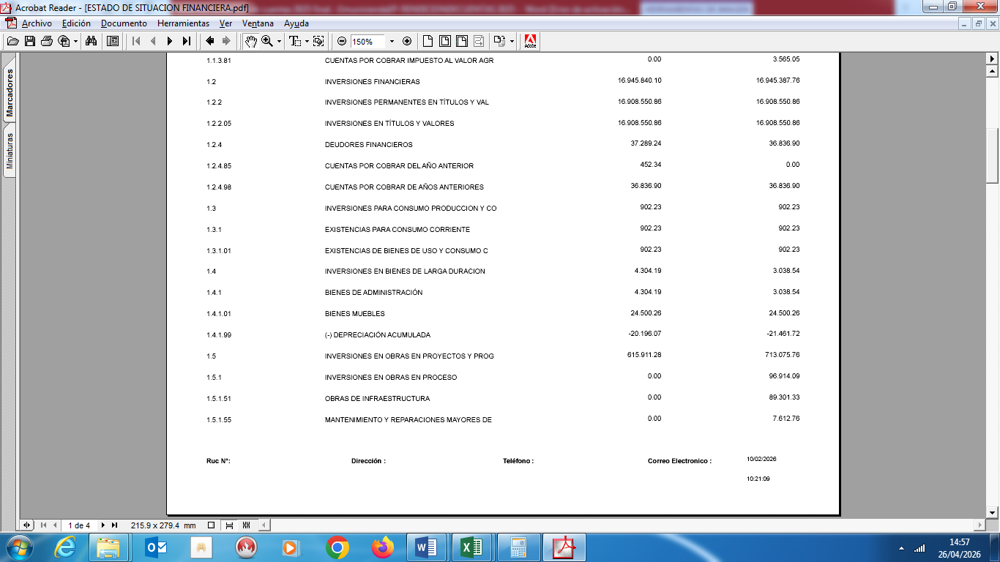 Acrobat Reader - [ESTADO DE SITUACION FINANCIERA.pdf]
Archivo Edición Documento Herramientas Ver Ventana Ayuda
150%
Adobe
Marcadores
Miniaturas
1.1.3.81 CUENTAS POR COBRAR IMPUESTO AL VALOR AGR 0.00 3.565.05
1.2 INVERSIONES FINANCIERAS 16.945.840.10 16.945.387.76
1.2.2 INVERSIONES PERMANENTES EN TÍTULOS Y VAL 16.908.550.86 16.908.550.86
1.2.2.05 INVERSIONES EN TÍTULOS Y VALORES 16.908.550.86 16.908.550.86
1.2.4 DEUDORES FINANCIEROS 37.289.24 36.836.90
1.2.4.85 CUENTAS POR COBRAR DEL AÑO ANTERIOR 452.34 0.00
1.2.4.98 CUENTAS POR COBRAR DE AÑOS ANTERIORES 36.836.90 36.836.90
1.3 INVERSIONES PARA CONSUMO PRODUCCION Y CO 902.23 902.23
1.3.1 EXISTENCIAS PARA CONSUMO CORRIENTE 902.23 902.23
1.3.1.01 EXISTENCIAS DE BIENES DE USO Y CONSUMO C 902.23 902.23
1.4 INVERSIONES EN BIENES DE LARGA DURACION 4.304.19 3.038.54
1.4.1 BIENES DE ADMINISTRACIÓN 4.304.19 3.038.54
1.4.1.01 BIENES MUEBLES 24.500.26 24.500.26
1.4.1.99 (-) DEPRECIACIÓN ACUMULADA -20.196.07 -21.461.72
1.5 INVERSIONES EN OBRAS EN PROYECTOS Y PROG 615.911.28 713.075.76
1.5.1 INVERSIONES EN OBRAS EN PROCESO 0.00 96.914.09
1.5.1.51 OBRAS DE INFRAESTRUCTURA 0.00 89.301.33
1.5.1.55 MANTENIMIENTO Y REPARACIONES MAYORES DE 0.00 7.612.76
Ruc N°: Dirección : Teléfono : Correo Electronico : 10/02/2026
10:21:09
1 de 4 215.9 x 279.4 mm
14:57
26/04/2026